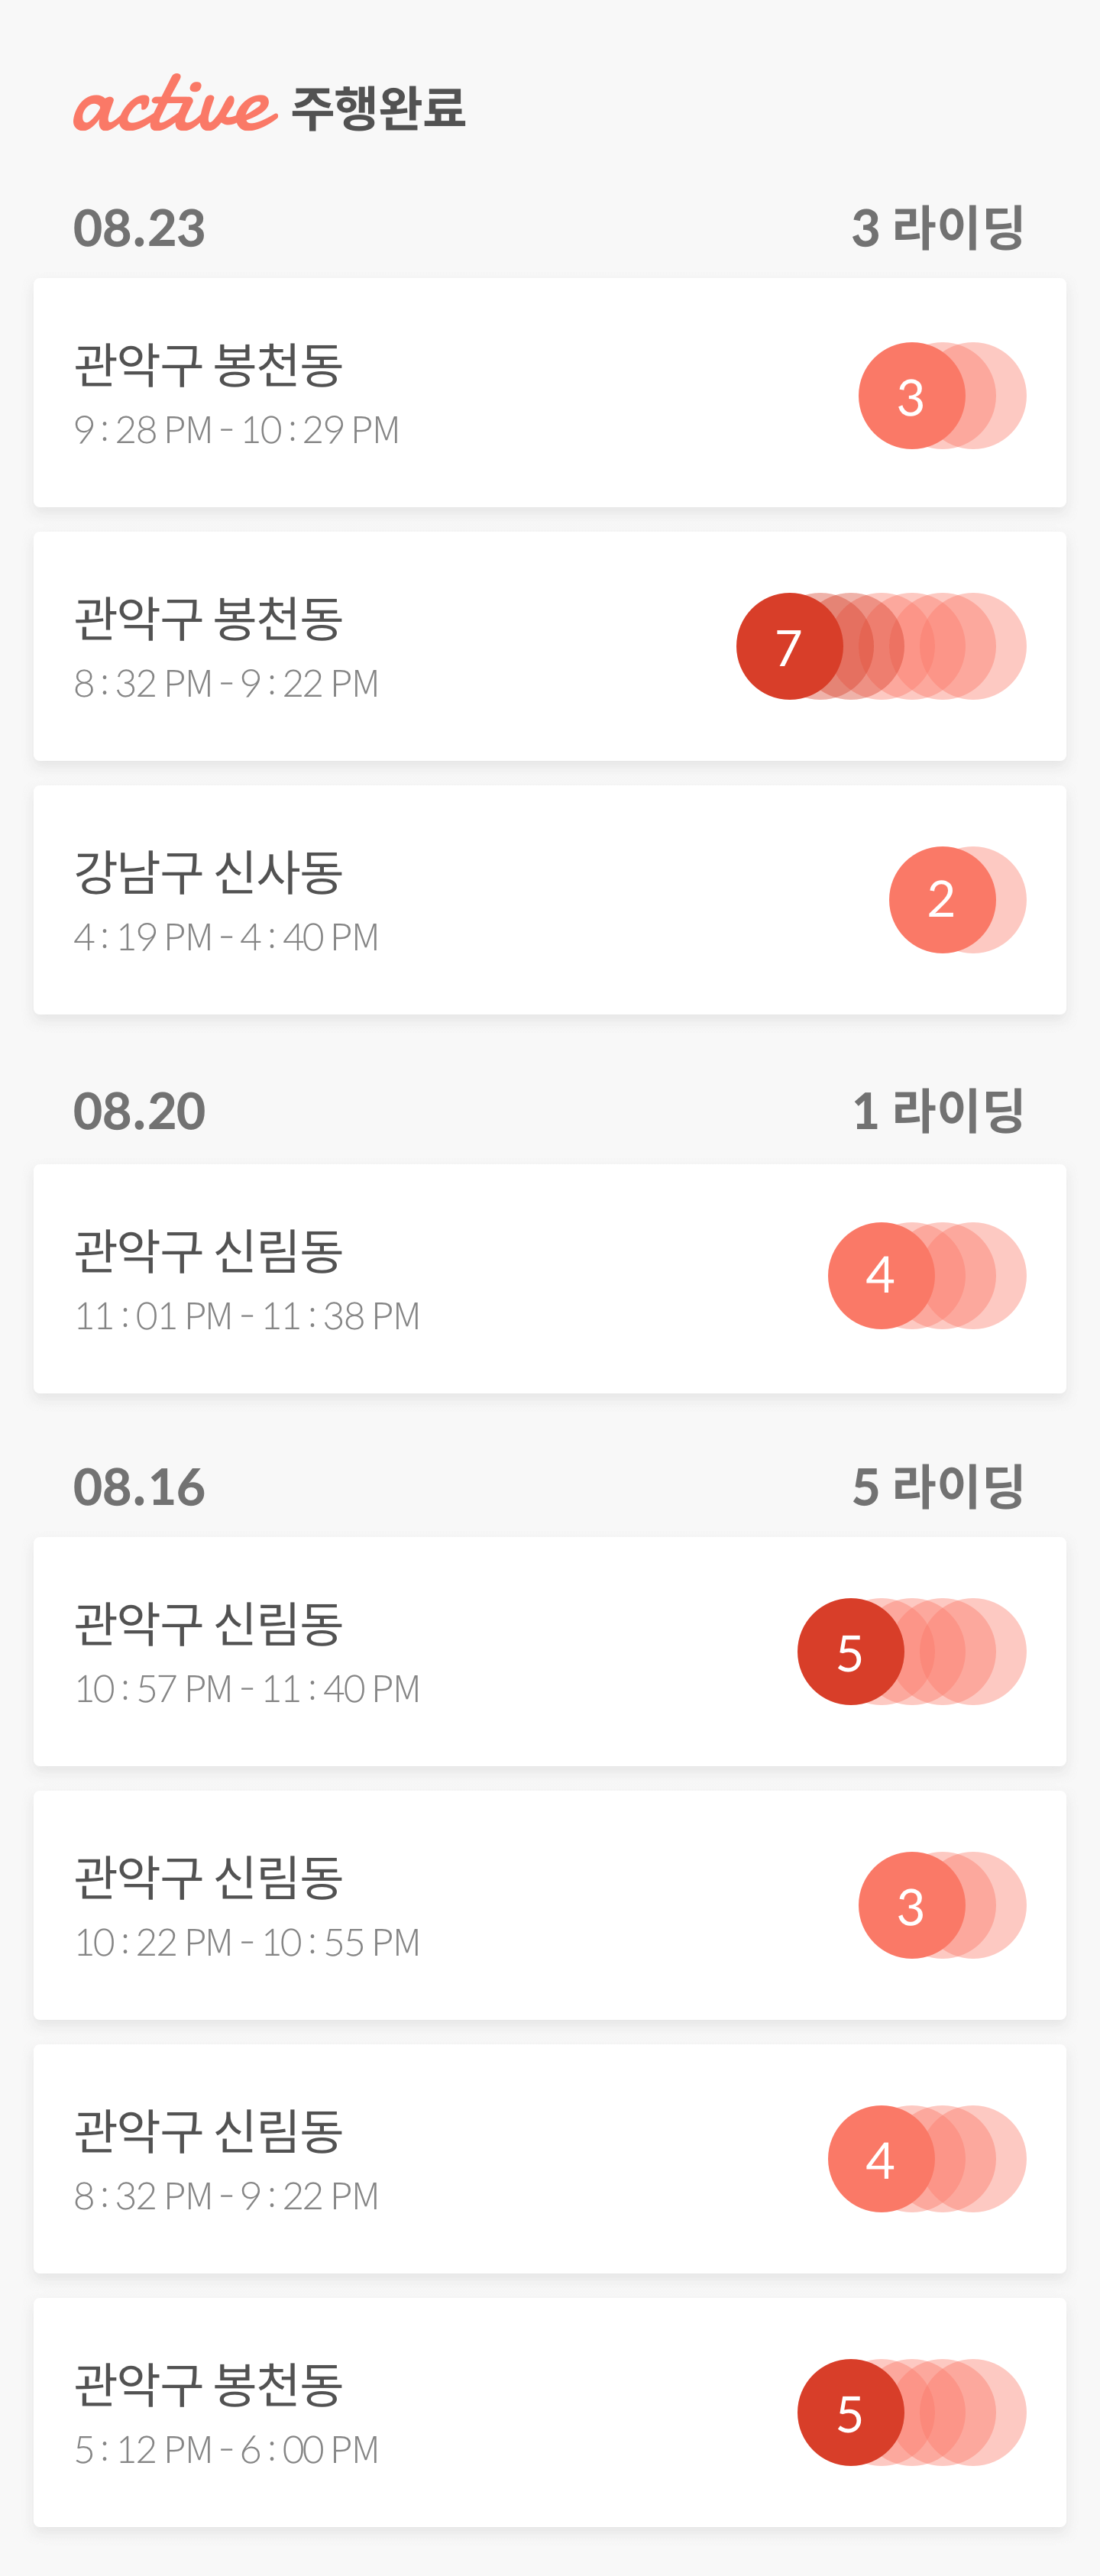 active 주행완료
08.23 3 라이딩
관악구 봉천동
9 : 28 PM - 10 : 29 PM
3
관악구 봉천동
8 : 32 PM - 9 : 22 PM
7
강남구 신사동
4 : 19 PM - 4 : 40 PM
2
08.20 1 라이딩
관악구 신림동
11 : 01 PM - 11 : 38 PM
4
08.16 5 라이딩
관악구 신림동
10 : 57 PM - 11 : 40 PM
5
관악구 신림동
10 : 22 PM - 10 : 55 PM
3
관악구 신림동
8 : 32 PM - 9 : 22 PM
4
관악구 봉천동
5 : 12 PM - 6 : 00 PM
5